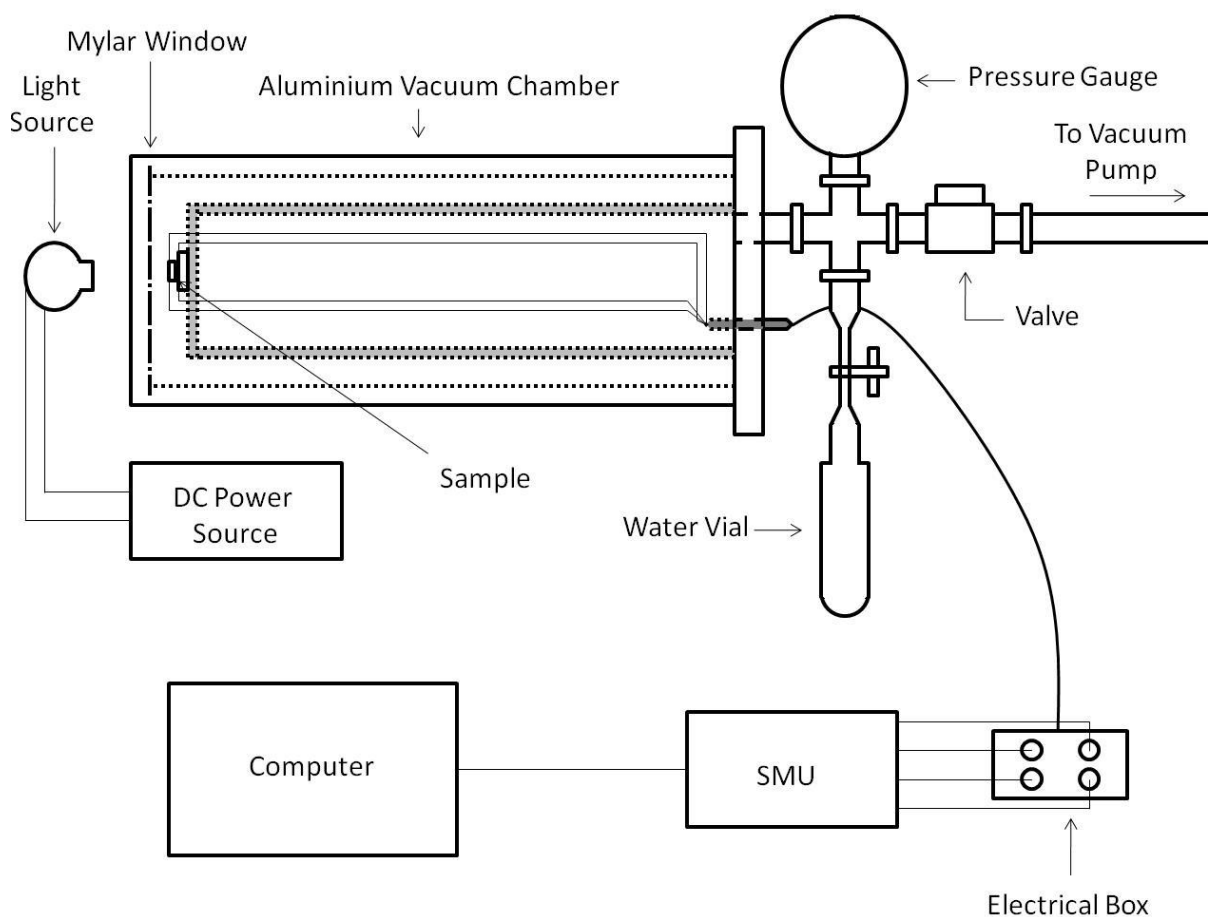 Mylar Window
Light
Source
Aluminium Vacuum Chamber
Pressure Gauge
To Vacuum
Pump
Valve
Sample
DC Power
Source
Water Vial
Computer
SMU
Electrical Box